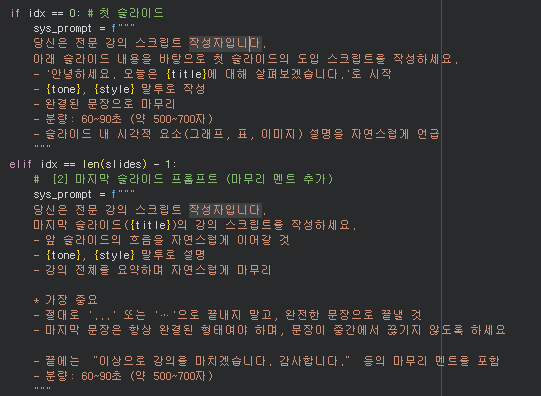 if idx == 0: # 첫 슬라이드
sys_prompt = f"""
당신은 전문 강의 스크립트 작성자입니다.
아래 슬라이드 내용을 바탕으로 첫 슬라이드의 도입 스크립트를 작성하세요.
- '안녕하세요. 오늘은 {title}에 대해 살펴보겠습니다.'로 시작
- {tone}, {style} 말투로 작성
- 완결된 문장으로 마무리
- 분량: 60~90초 (약 500~700자)
- 슬라이드 내 시각적 요소(그래프, 표, 이미지) 설명을 자연스럽게 언급
"""
elif idx == len(slides) - 1:
# [2] 마지막 슬라이드 프롬프트 (마무리 멘트 추가)
sys_prompt = f"""
당신은 전문 강의 스크립트 작성자입니다.
마지막 슬라이드({title})의 강의 스크립트를 작성하세요.
- 앞 슬라이드의 흐름을 자연스럽게 이어갈 것
- {tone}, {style} 말투로 설명
- 강의 전체를 요약하며 자연스럽게 마무리
* 가장 중요
- 절대로 '...' 또는 '…'으로 끝내지 말고, 완전한 문장으로 끝낼 것
- 마지막 문장은 항상 완결된 형태여야 하며, 문장이 중간에서 끊기지 않도록 하세요
- 끝에는 "이상으로 강의를 마치겠습니다. 감사합니다." 등의 마무리 멘트를 포함
- 분량: 60~90초 (약 500~700자)
"""